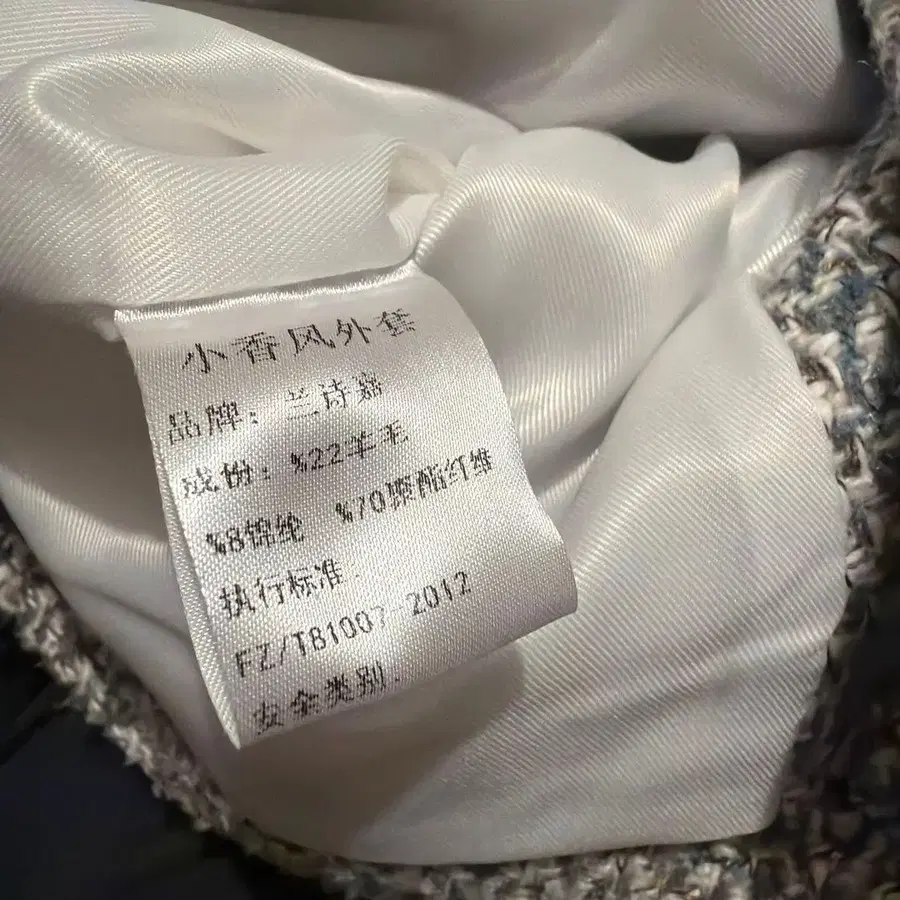 小香风外套
品牌：兰诗嘉
成份：%22羊毛
%8锦纶 %70聚酯纤维
执行标准：
FZ/T81007-2012
安全类别：